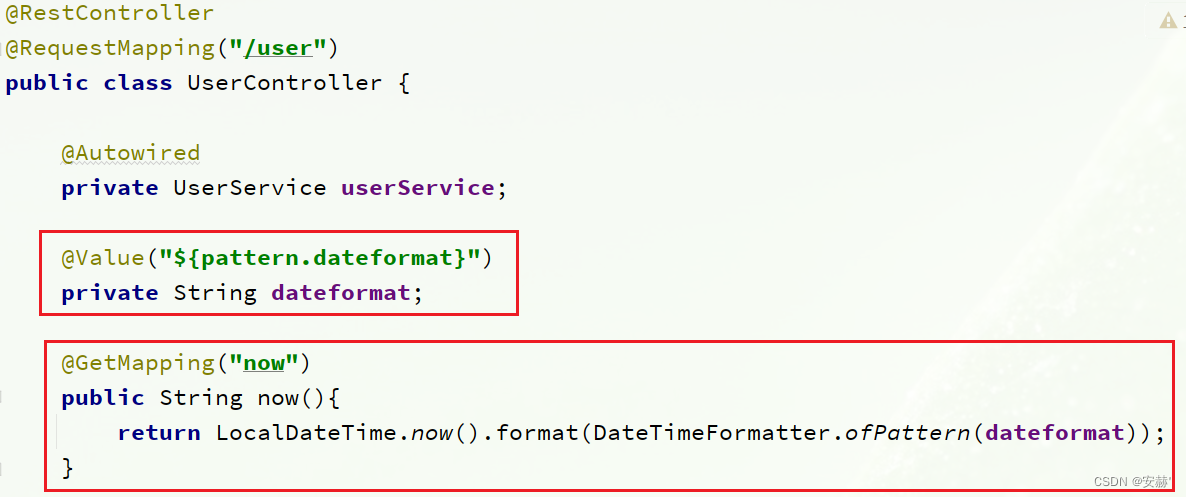 @RestController
@RequestMapping("/user")
public class UserController {
@Autowired
private UserService userService;
@Value("${pattern.dateformat}")
private String dateformat;
@GetMapping("now")
public String now(){
return LocalDateTime.now().format(DateTimeFormatter.ofPattern(dateformat));
}
CSDN @安赫'